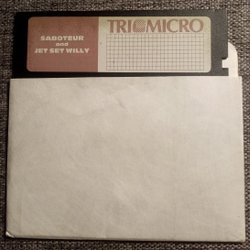 SABOTEUR
and
JET SET WILLY
TRI MICRO